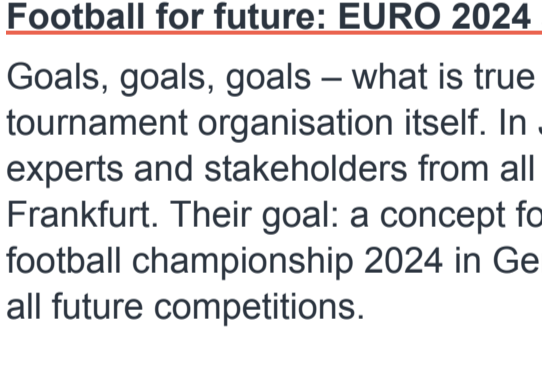 Football for future: EURO 2024
Goals, goals, goals – what is true
tournament organisation itself. In
experts and stakeholders from all
Frankfurt. Their goal: a concept fo
football championship 2024 in Ge
all future competitions.